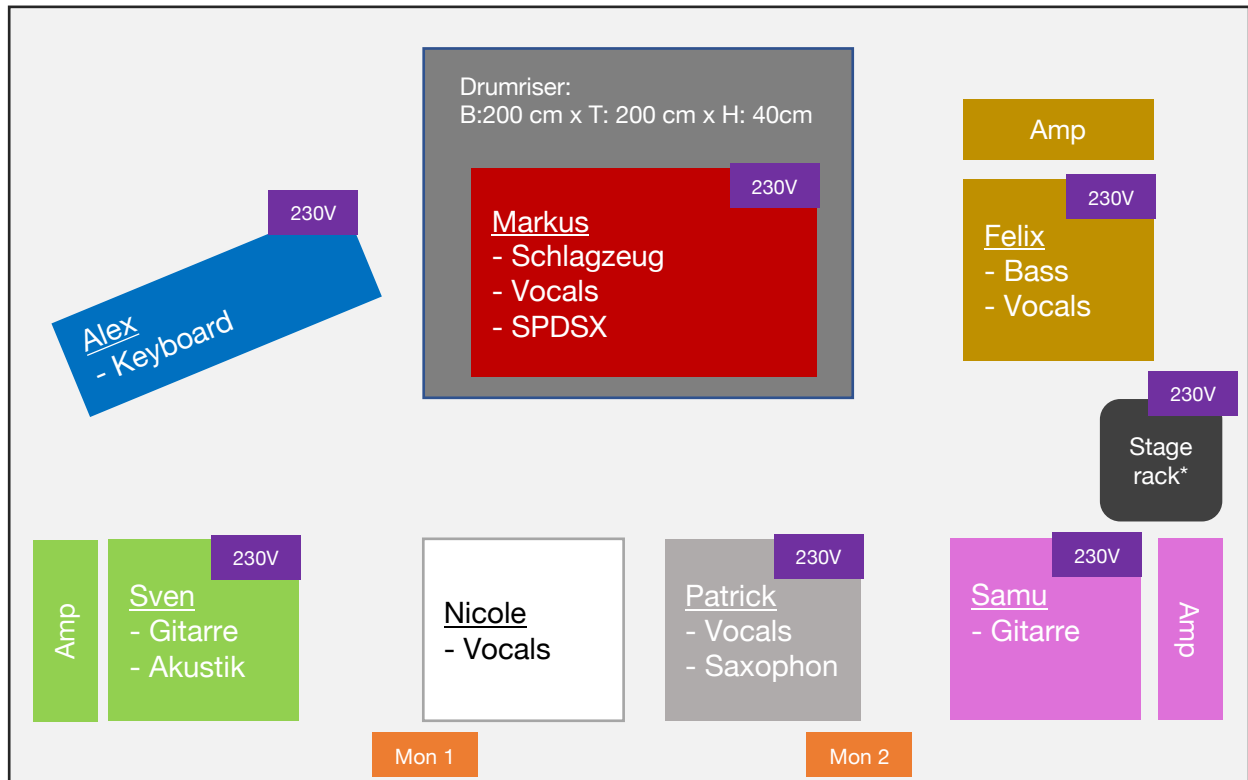 Drumriser:
B:200 cm x T: 200 cm x H: 40cm
230V
Markus
- Schlagzeug
- Vocals
- SPDSX
Amp
230V
Felix
- Bass
- Vocals
230V
Alex
- Keyboard
230V
Stage
rack*
Amp
230V
Sven
- Gitarre
- Akustik
Nicole
- Vocals
230V
Patrick
- Vocals
- Saxophon
230V
Samu
- Gitarre
Amp
Mon 1
Mon 2